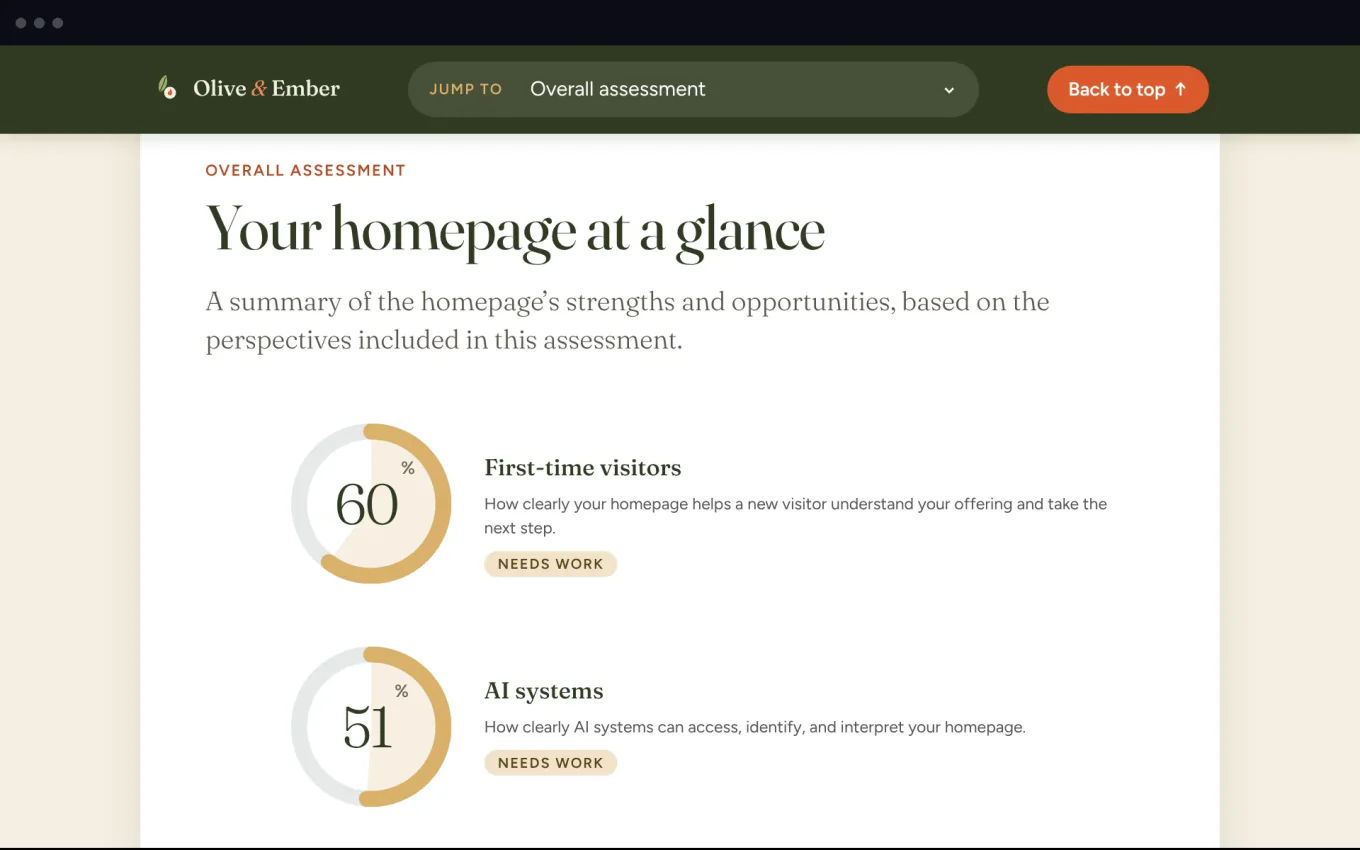 Olive & Ember
JUMP TO
Overall assessment
Back to top ↑
OVERALL ASSESSMENT
Your homepage at a glance
A summary of the homepage’s strengths and opportunities, based on the
perspectives included in this assessment.
60 %
First-time visitors
How clearly your homepage helps a new visitor understand your offering and take the
next step.
NEEDS WORK
51 %
AI systems
How clearly AI systems can access, identify, and interpret your homepage.
NEEDS WORK